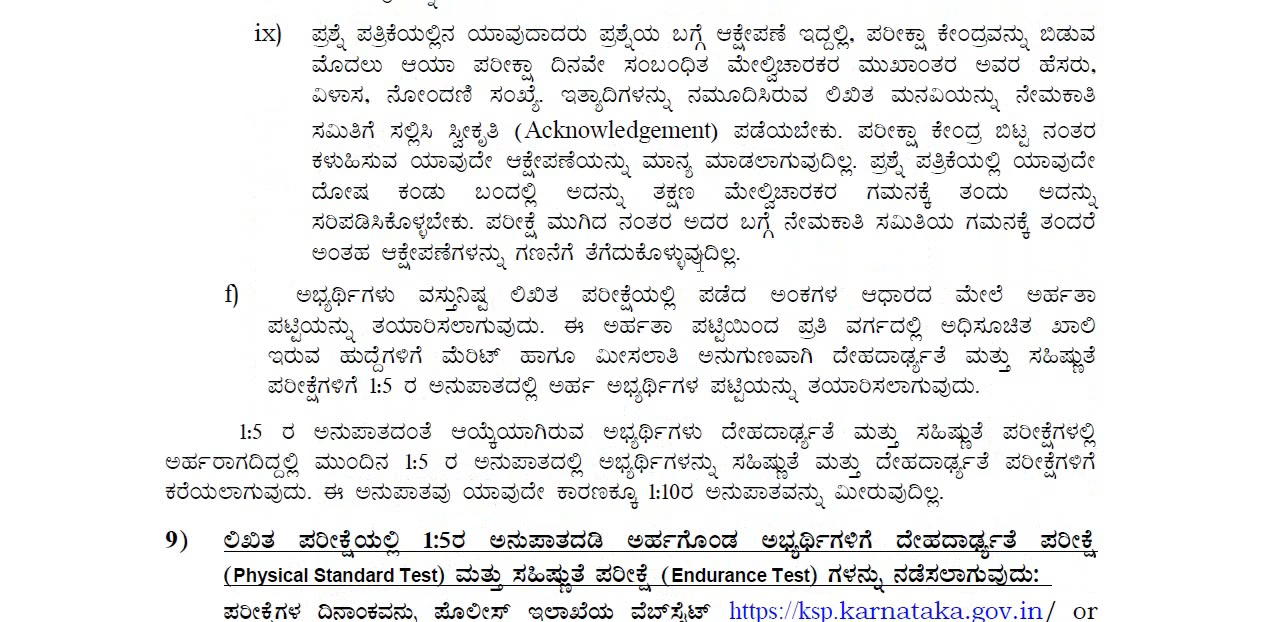 ix) ಪ್ರಶ್ನೆ ಪತ್ರಿಕೆಯಲ್ಲಿನ ಯಾವುದಾದರು ಪ್ರಶ್ನೆಯ ಬಗ್ಗೆ ಆಕ್ಷೇಪಣೆ ಇದ್ದಲ್ಲಿ, ಪರೀಕ್ಷಾ ಕೇಂದ್ರವನ್ನು ಬಿಡುವ
ಮೊದಲು ಆಯಾ ಪರೀಕ್ಷಾ ದಿನವೇ ಸಂಬಂಧಿತ ಮೇಲ್ವಿಚಾರಕರ ಮುಖಾಂತರ ಅವರ ಹೆಸರು,
ವಿಳಾಸ, ನೋಂದಣಿ ಸಂಖ್ಯೆ. ಇತ್ಯಾದಿಗಳನ್ನು ನಮೂದಿಸಿರುವ ಲಿಖಿತ ಮನವಿಯನ್ನು ನೇಮಕಾತಿ
ಸಮಿತಿಗೆ ಸಲ್ಲಿಸಿ ಸ್ವೀಕೃತಿ (Acknowledgement) ಪಡೆಯಬೇಕು. ಪರೀಕ್ಷಾ ಕೇಂದ್ರ ಬಿಟ್ಟ ನಂತರ
ಕಳುಹಿಸುವ ಯಾವುದೇ ಆಕ್ಷೇಪಣೆಯನ್ನು ಮಾನ್ಯ ಮಾಡಲಾಗುವುದಿಲ್ಲ. ಪ್ರಶ್ನೆ ಪತ್ರಿಕೆಯಲ್ಲಿ ಯಾವುದೇ
ದೋಷ ಕಂಡು ಬಂದಲ್ಲಿ ಅದನ್ನು ತಕ್ಷಣ ಮೇಲ್ವಿಚಾರಕರ ಗಮನಕ್ಕೆ ತಂದು ಅದನ್ನು
ಸರಿಪಡಿಸಿಕೊಳ್ಳಬೇಕು. ಪರೀಕ್ಷೆ ಮುಗಿದ ನಂತರ ಅದರ ಬಗ್ಗೆ ನೇಮಕಾತಿ ಸಮಿತಿಯ ಗಮನಕ್ಕೆ ತಂದರೆ
ಅಂತಹ ಆಕ್ಷೇಪಣೆಗಳನ್ನು ಗಣನೆಗೆ ತೆಗೆದುಕೊಳ್ಳುವುದಿಲ್ಲ.
f) ಅಭ್ಯರ್ಥಿಗಳು ವಸ್ತುನಿಷ್ಟ ಲಿಖಿತ ಪರೀಕ್ಷೆಯಲ್ಲಿ ಪಡೆದ ಅಂಕಗಳ ಆಧಾರದ ಮೇಲೆ ಅರ್ಹತಾ
ಪಟ್ಟಿಯನ್ನು ತಯಾರಿಸಲಾಗುವುದು. ಈ ಅರ್ಹತಾ ಪಟ್ಟಿಯಿಂದ ಪ್ರತಿ ವರ್ಗದಲ್ಲಿ ಅಧಿಸೂಚಿತ ಖಾಲಿ
ಇರುವ ಹುದ್ದೆಗಳಿಗೆ ಮೆರಿಟ್ ಹಾಗೂ ಮೀಸಲಾತಿ ಅನುಗುಣವಾಗಿ ದೇಹದಾರ್ಢ್ಯತೆ ಮತ್ತು ಸಹಿಷ್ಣುತೆ
ಪರೀಕ್ಷೆಗಳಿಗೆ 1:5 ರ ಅನುಪಾತದಲ್ಲಿ ಅರ್ಹ ಅಭ್ಯರ್ಥಿಗಳ ಪಟ್ಟಿಯನ್ನು ತಯಾರಿಸಲಾಗುವುದು.
1:5 ರ ಅನುಪಾತದಂತೆ ಆಯ್ಕೆಯಾಗಿರುವ ಅಭ್ಯರ್ಥಿಗಳು ದೇಹದಾರ್ಢ್ಯತೆ ಮತ್ತು ಸಹಿಷ್ಣುತೆ ಪರೀಕ್ಷೆಗಳಲ್ಲಿ
ಅರ್ಹರಾಗದಿದ್ದಲ್ಲಿ ಮುಂದಿನ 1:5 ರ ಅನುಪಾತದಲ್ಲಿ ಅಭ್ಯರ್ಥಿಗಳನ್ನು ಸಹಿಷ್ಣುತೆ ಮತ್ತು ದೇಹದಾರ್ಢ್ಯತೆ ಪರೀಕ್ಷೆಗಳಿಗೆ
ಕರೆಯಲಾಗುವುದು. ಈ ಅನುಪಾತವು ಯಾವುದೇ ಕಾರಣಕ್ಕೂ 1:10ರ ಅನುಪಾತವನ್ನು ಮೀರುವುದಿಲ್ಲ.
9) ಲಿಖಿತ ಪರೀಕ್ಷೆಯಲ್ಲಿ 1:5ರ ಅನುಪಾತದಡಿ ಅರ್ಹಗೊಂಡ ಅಭ್ಯರ್ಥಿಗಳಿಗೆ ದೇಹದಾರ್ಢ್ಯತೆ ಪರೀಕ್ಷೆ
(Physical Standard Test) ಮತ್ತು ಸಹಿಷ್ಣುತೆ ಪರೀಕ್ಷೆ (Endurance Test) ಗಳನ್ನು ನಡೆಸಲಾಗುವುದು:
ಪರೀಕ್ಷೆಗಳ ದಿನಾಂಕವನ್ನು ಪೊಲೀಸ್ ಇಲಾಖೆಯ ವೆಬ್‌ಸೈಟ್ https://ksp.karnataka.gov.in/ or